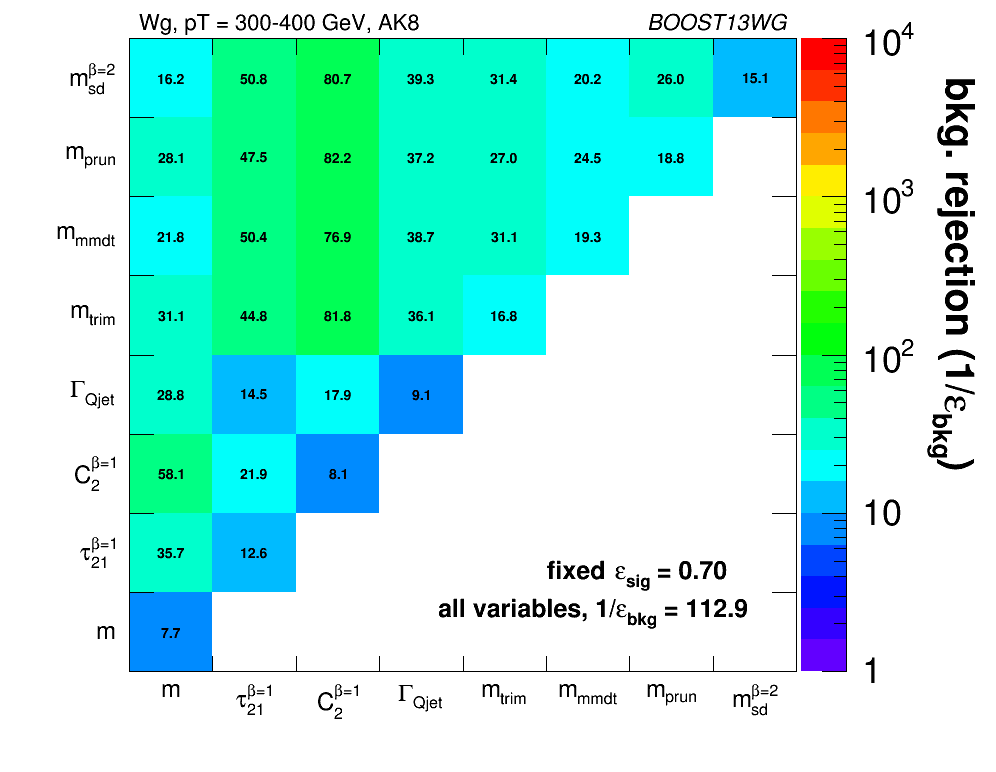 Wg, pT = 300-400 GeV, AK8 BOOST13WG
m_sd^β=2 16.2 50.8 80.7 39.3 31.4 20.2 26.0 15.1
m_prun 28.1 47.5 82.2 37.2 27.0 24.5 18.8
m_mmdt 21.8 50.4 76.9 38.7 31.1 19.3
m_trim 31.1 44.8 81.8 36.1 16.8
Γ_Qjet 28.8 14.5 17.9 9.1
C_2^β=1 58.1 21.9 8.1
τ_21^β=1 35.7 12.6
fixed ε_sig = 0.70
all variables, 1/ε_bkg = 112.9
m 7.7
m τ_21^β=1 C_2^β=1 Γ_Qjet m_trim m_mmdt m_prun m_sd^β=2
10^4
10^3
10^2
10
1
bkg. rejection (1/ε_bkg)